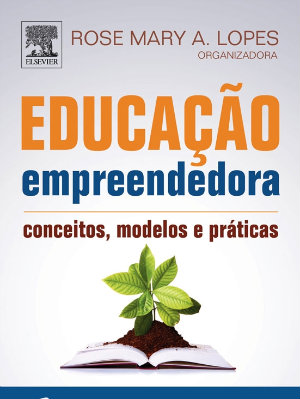 ROSE MARY A. LOPES
ORGANIZADORA
ELSEVIER
EDUCAÇÃO
empreendedora
conceitos, modelos e práticas